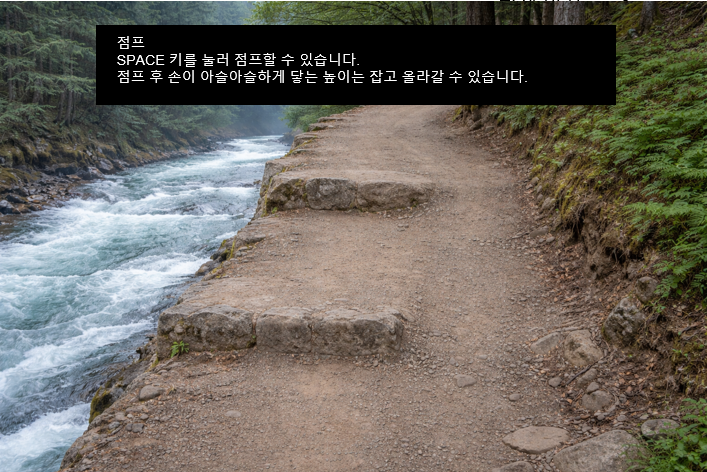 점프
SPACE 키를 눌러 점프할 수 있습니다.
점프 후 손이 아슬아슬하게 닿는 높이는 잡고 올라갈 수 있습니다.